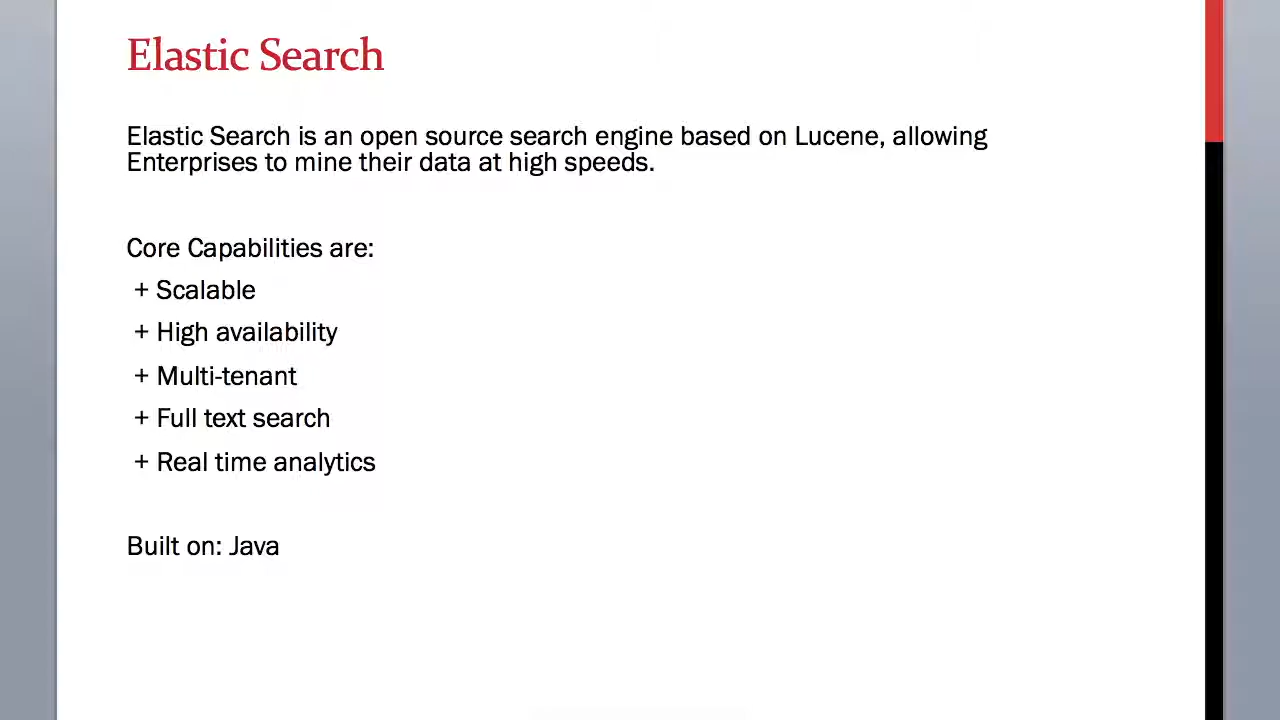 Elastic Search
Elastic Search is an open source search engine based on Lucene, allowing
Enterprises to mine their data at high speeds.
Core Capabilities are:
+ Scalable
+ High availability
+ Multi-tenant
+ Full text search
+ Real time analytics
Built on: Java